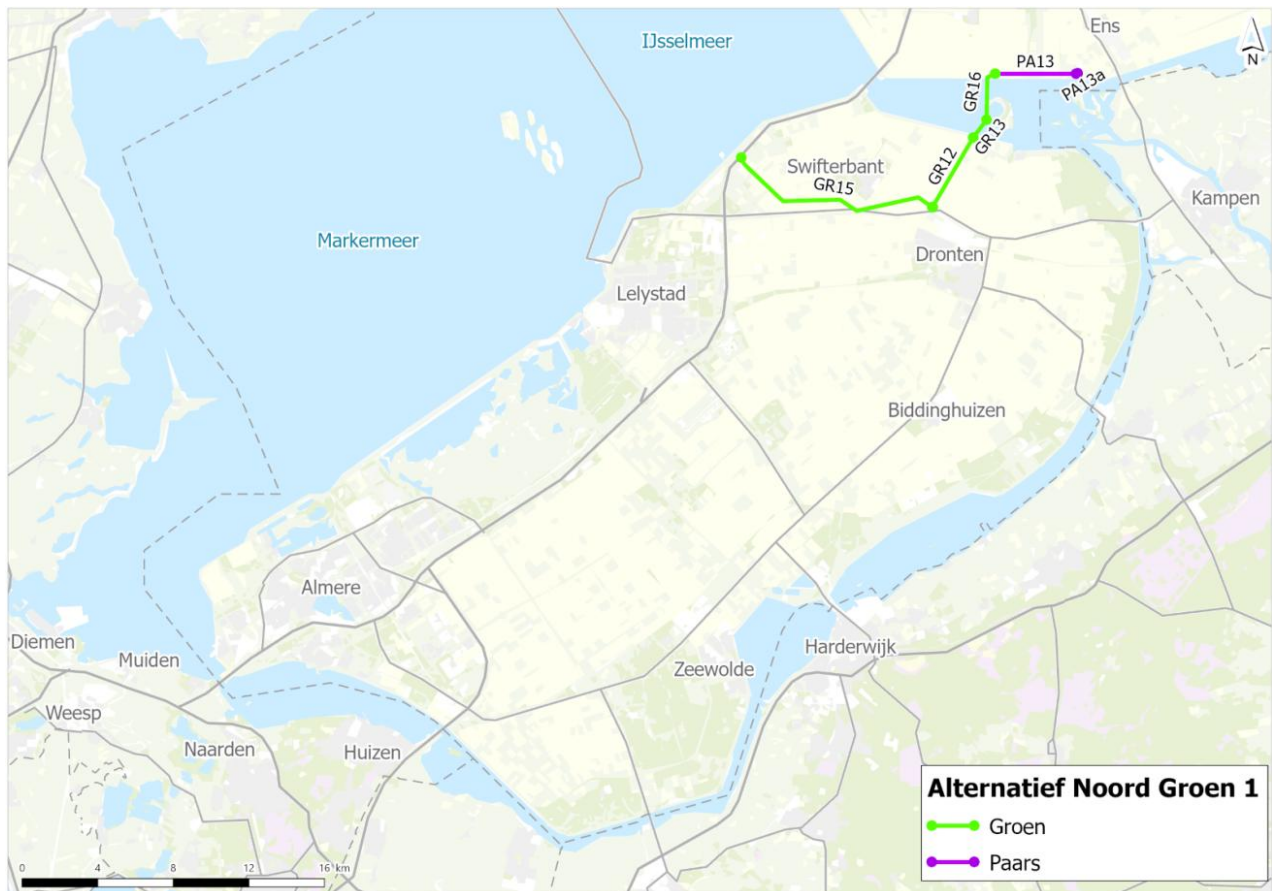 IJsselmeer
Ens
N
PA13
PA13a
GR16
GR13
GR12
Swifterbant
GR15
Kampen
Markermeer
Dronten
Lelystad
Biddinghuizen
Almere
Diemen
Muiden
Harderwijk
Zeewolde
Weesp
Naarden
Huizen
Alternatief Noord Groen 1
Groen
Paars
0 4 8 12 16 km